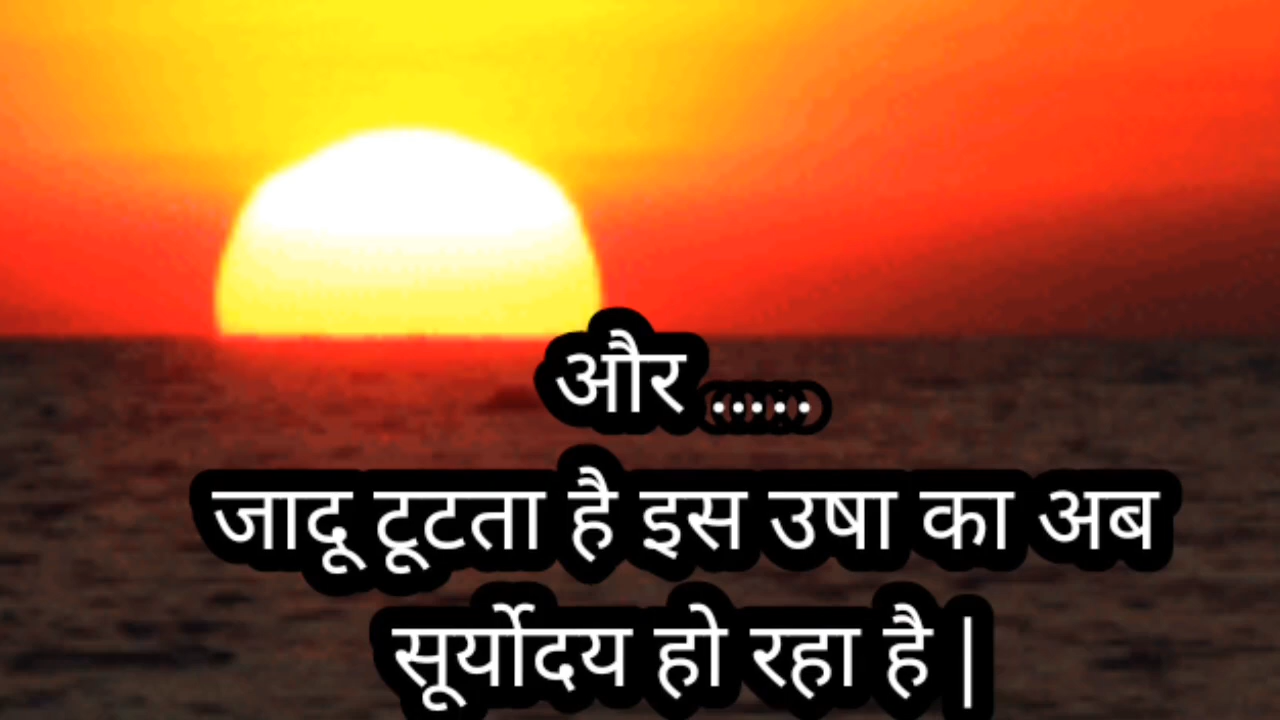 और .....
जादू टूटता है इस उषा का अब
सूर्योदय हो रहा है |